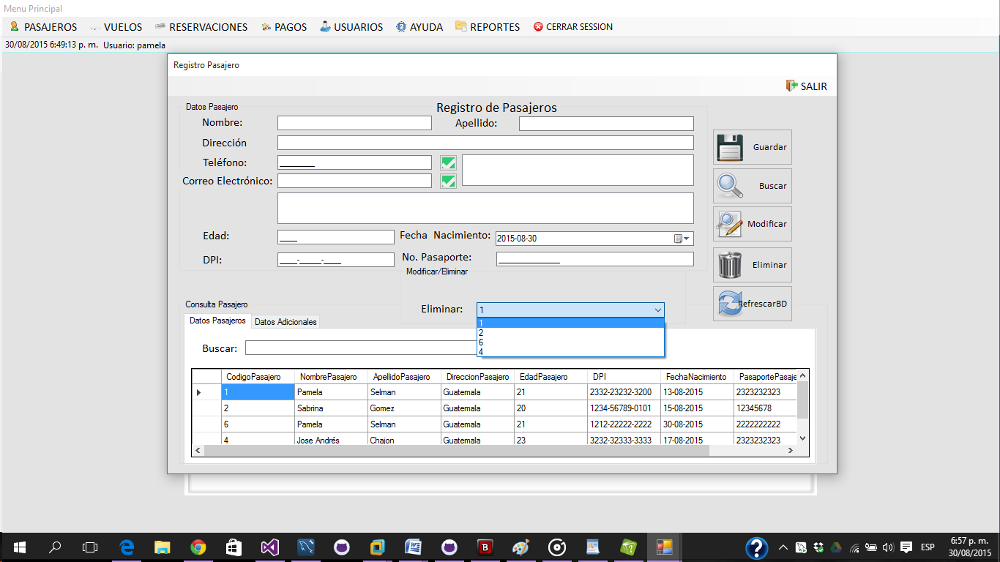 Menu Principal
PASAJEROS VUELOS RESERVACIONES PAGOS USUARIOS AYUDA REPORTES CERRAR SESSION
30/08/2015 6:49:13 p. m. Usuario: pamela
Registro Pasajero
SALIR
Datos Pasajero
Registro de Pasajeros
Nombre: Apellido:
Dirección
Teléfono: ________
Correo Electrónico:
Edad: ____ Fecha Nacimiento: 2015-08-30
DPI: ____-_____-____ No. Pasaporte: ______________
Guardar
Buscar
Modificar
Eliminar
RefrescarBD
Modificar/Eliminar
Eliminar: 1
1
2
6
4
Consulta Pasajero
Datos Pasajeros Datos Adicionales
Buscar:
CodigoPasajero NombrePasajero ApellidoPasajero DireccionPasajero EdadPasajero DPI FechaNacimiento PasaportePasaje
1 Pamela Selman Guatemala 21 2332-23232-3200 13-08-2015 2323232323
2 Sabrina Gomez Guatemala 20 1234-56789-0101 15-08-2015 12345678
6 Pamela Selman Guatemala 21 1212-22222-2222 30-08-2015 2222222222
4 Jose Andrés Chajon Guatemala 23 3232-32333-3333 17-08-2015 2323232323
ESP 6:57 p. m.
30/08/2015